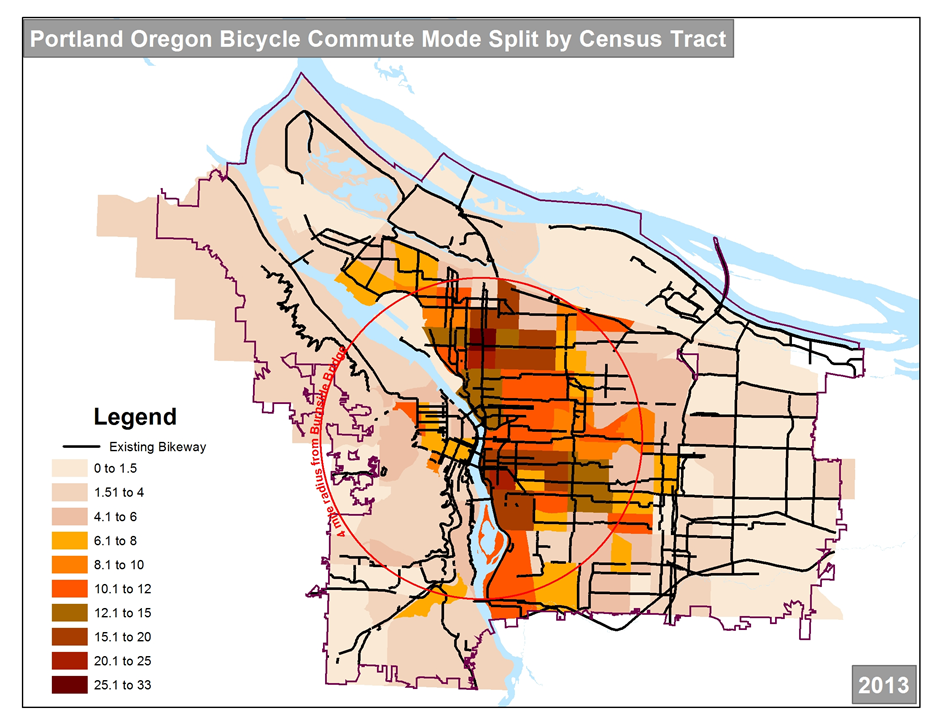 Portland Oregon Bicycle Commute Mode Split by Census Tract
4 mile radius from Burnside Bridge
Legend
Existing Bikeway
0 to 1.5
1.51 to 4
4.1 to 6
6.1 to 8
8.1 to 10
10.1 to 12
12.1 to 15
15.1 to 20
20.1 to 25
25.1 to 33
2013